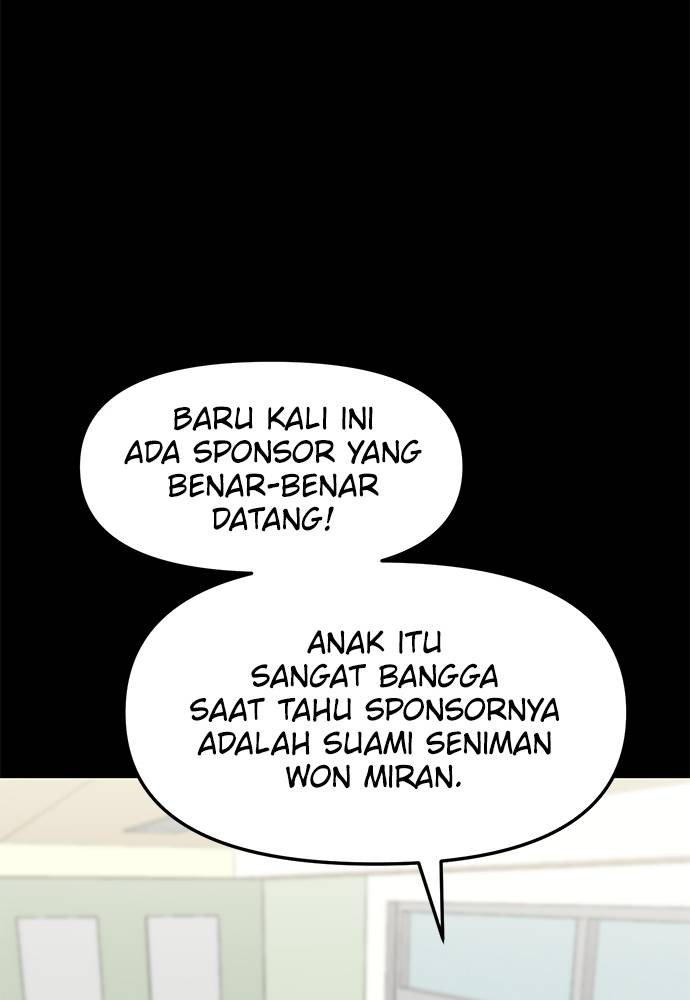 BARU KALI INI
ADA SPONSOR YANG
BENAR-BENAR
DATANG!
ANAK ITU
SANGAT BANGGA
SAAT TAHU SPONSORNYA
ADALAH SUAMI SENIMAN
WON MIRAN.